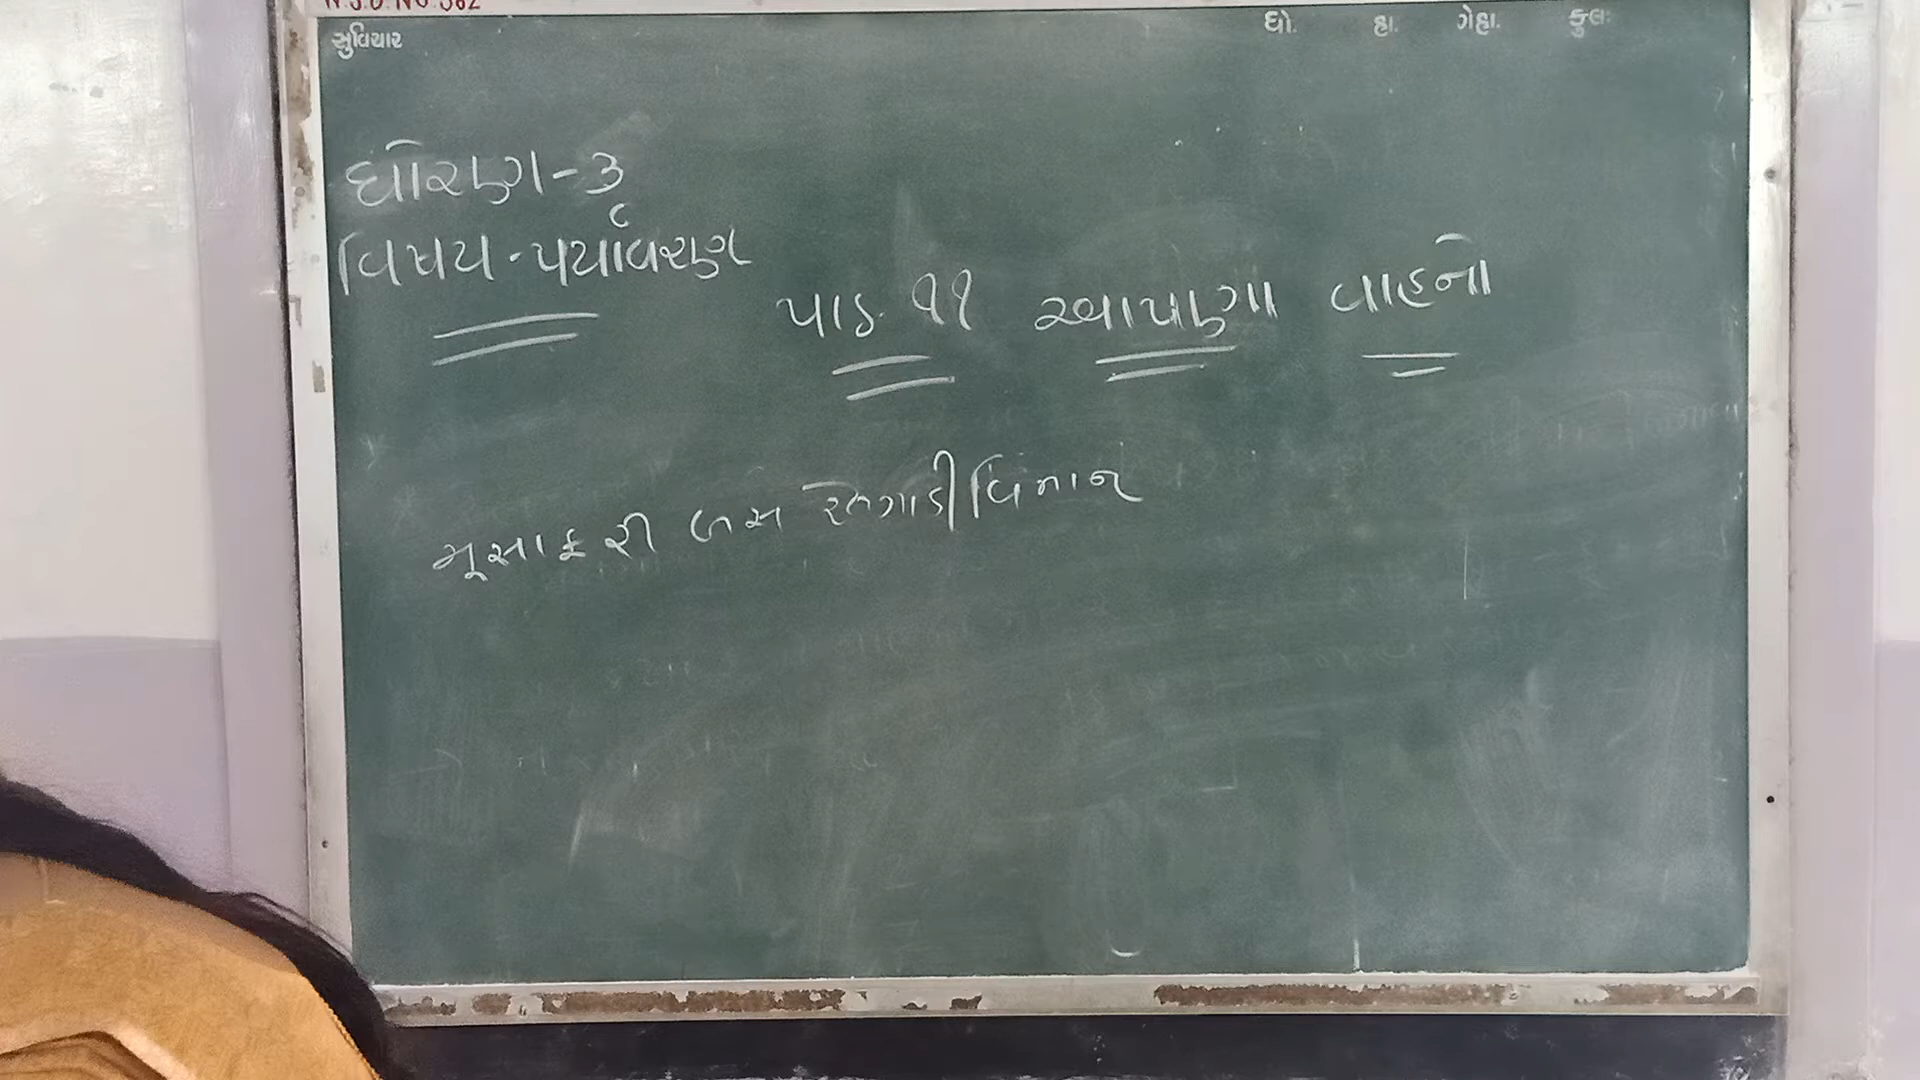 સુવિચાર ધો. હા. ગેહા. કુલઃ
ધોરણ-૩
વિષય-પર્યાવરણ
પાઠ ૧૧ આપણા વાહનો
મૂસાફરી બસ રેલગાડી વિમાન